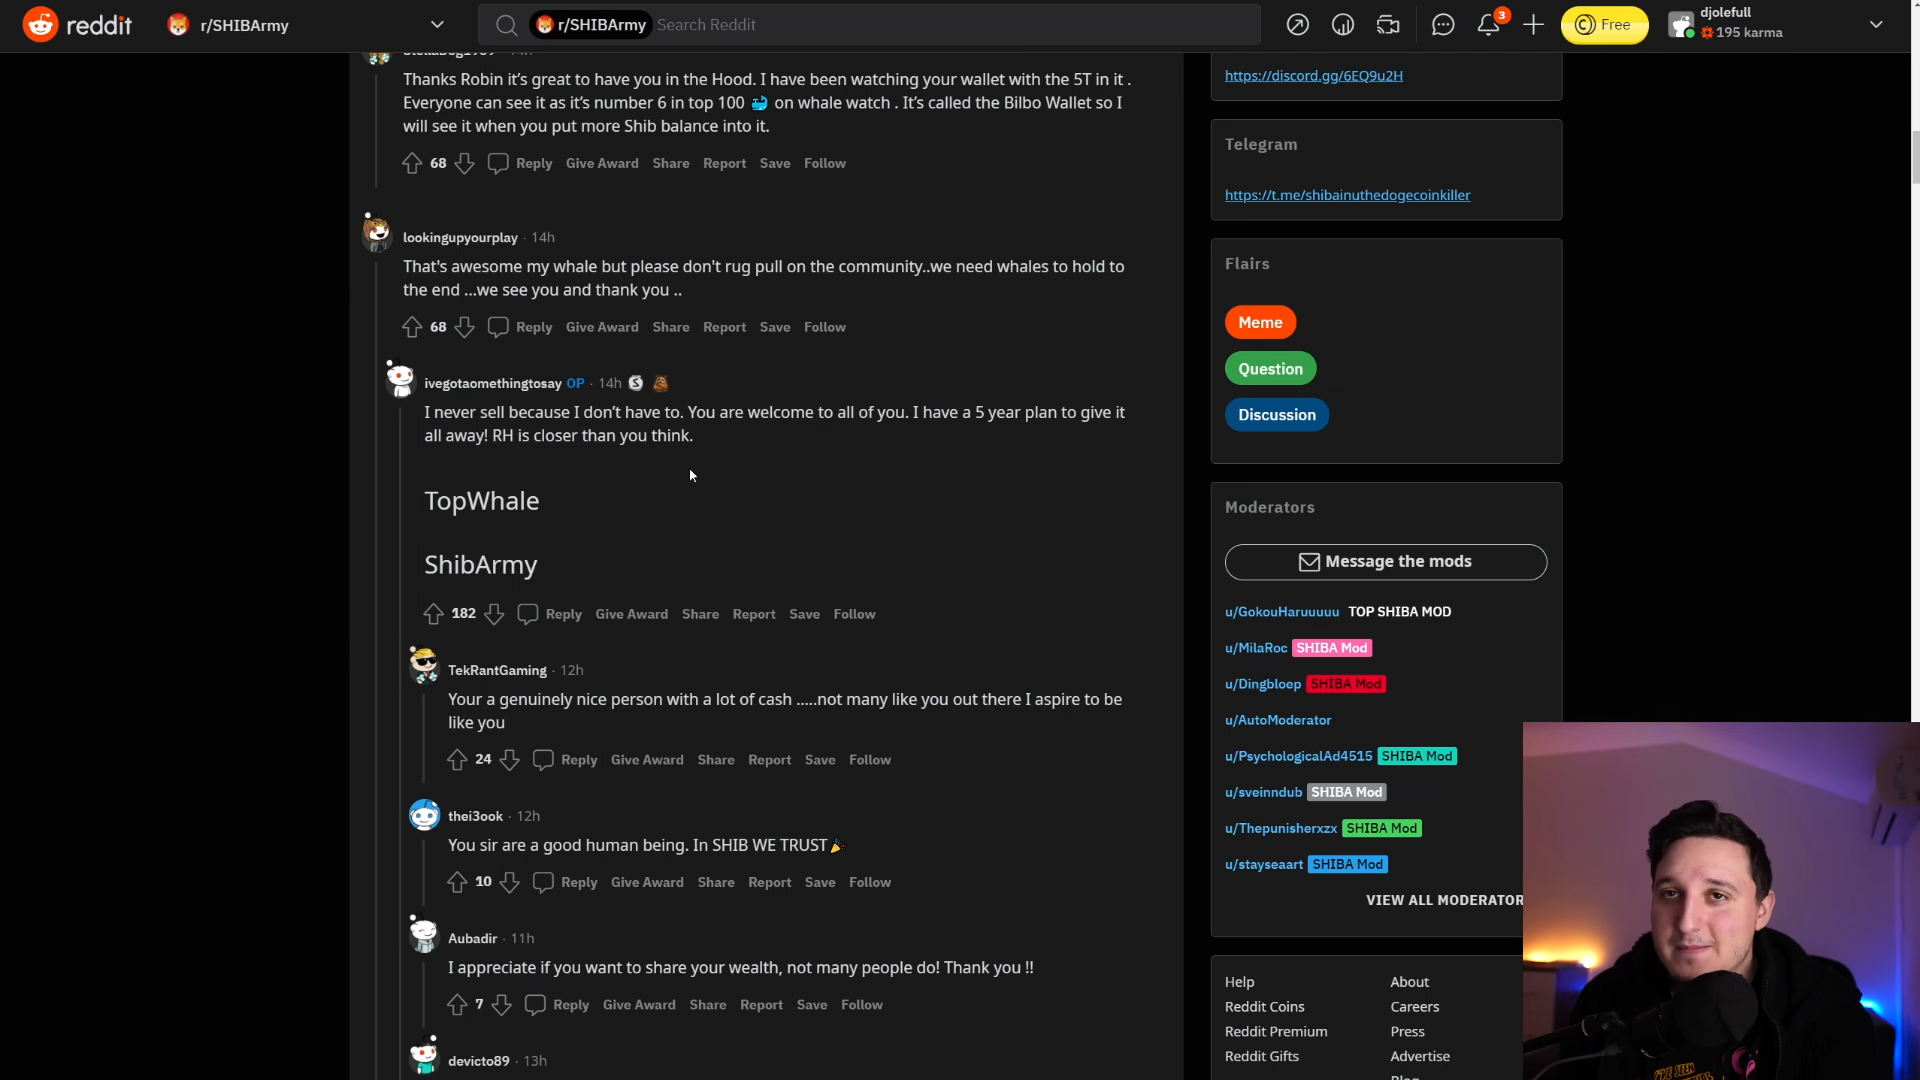 reddit r/SHIBArmy r/SHIBArmy Search Reddit 3 Free djolefull
195 karma
Thanks Robin it's great to have you in the Hood. I have been watching your wallet with the 5T in it .
Everyone can see it as it's number 6 in top 100 🐳 on whale watch . It's called the Bilbo Wallet so I
will see it when you put more Shib balance into it.
68 Reply Give Award Share Report Save Follow
lookingupyourplay · 14h
That's awesome my whale but please don't rug pull on the community..we need whales to hold to
the end ...we see you and thank you ..
68 Reply Give Award Share Report Save Follow
ivegotaomethingtosay OP · 14h S
I never sell because I don't have to. You are welcome to all of you. I have a 5 year plan to give it
all away! RH is closer than you think.
TopWhale
ShibArmy
182 Reply Give Award Share Report Save Follow
TekRantGaming · 12h
Your a genuinely nice person with a lot of cash .....not many like you out there I aspire to be
like you
24 Reply Give Award Share Report Save Follow
thei3ook · 12h
You sir are a good human being. In SHIB WE TRUST🎉
10 Reply Give Award Share Report Save Follow
Aubadir · 11h
I appreciate if you want to share your wealth, not many people do! Thank you !!
7 Reply Give Award Share Report Save Follow
devicto89 · 13h
https://discord.gg/6EQ9u2H
Telegram
https://t.me/shibainuthedogecoinkiller
Flairs
Meme
Question
Discussion
Moderators
Message the mods
u/GokouHaruuuuu TOP SHIBA MOD
u/MilaRoc SHIBA Mod
u/Dingbloep SHIBA Mod
u/AutoModerator
u/PsychologicalAd4515 SHIBA Mod
u/sveinndub SHIBA Mod
u/Thepunisherxzx SHIBA Mod
u/stayseaart SHIBA Mod
VIEW ALL MODERATOR
Help About
Reddit Coins Careers
Reddit Premium Press
Reddit Gifts Advertise